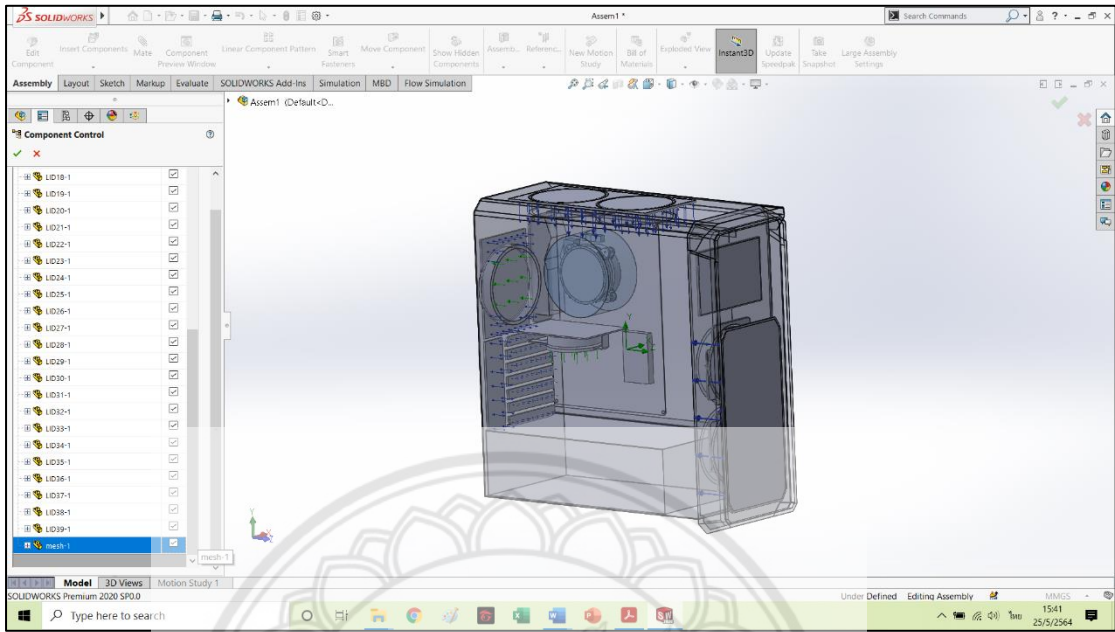 SOLIDWORKS
Assem1 *
Search Commands
Edit Component
Insert Components
Mate
Component Preview Window
Linear Component Pattern
Smart Fasteners
Move Component
Show Hidden Components
Assemb...
Referenc...
New Motion Study
Bill of Materials
Exploded View
Instant3D
Update Speedpak
Take Snapshot
Large Assembly Settings
Assembly Layout Sketch Markup Evaluate SOLIDWORKS Add-Ins Simulation MBD Flow Simulation
Assem1 (Default<D...
Component Control
LID18-1
LID19-1
LID20-1
LID21-1
LID22-1
LID23-1
LID24-1
LID25-1
LID26-1
LID27-1
LID28-1
LID29-1
LID30-1
LID31-1
LID32-1
LID33-1
LID34-1
LID35-1
LID36-1
LID37-1
LID38-1
LID39-1
mesh-1
mesh-1
Y
Y
Model 3D Views Motion Study 1
SOLIDWORKS Premium 2020 SP0.0
Under Defined Editing Assembly MMGS
Type here to search
ไทย
15:41
25/5/2564